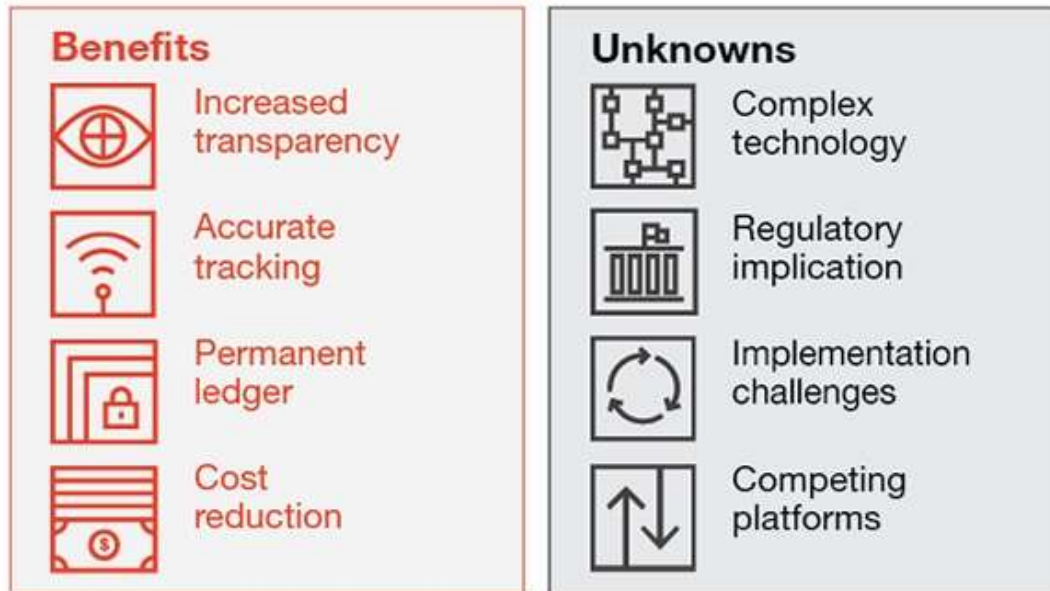 Benefits
Increased
transparency
Accurate
tracking
Permanent
ledger
Cost
reduction
$
Unknowns
Complex
technology
Regulatory
implication
Implementation
challenges
Competing
platforms